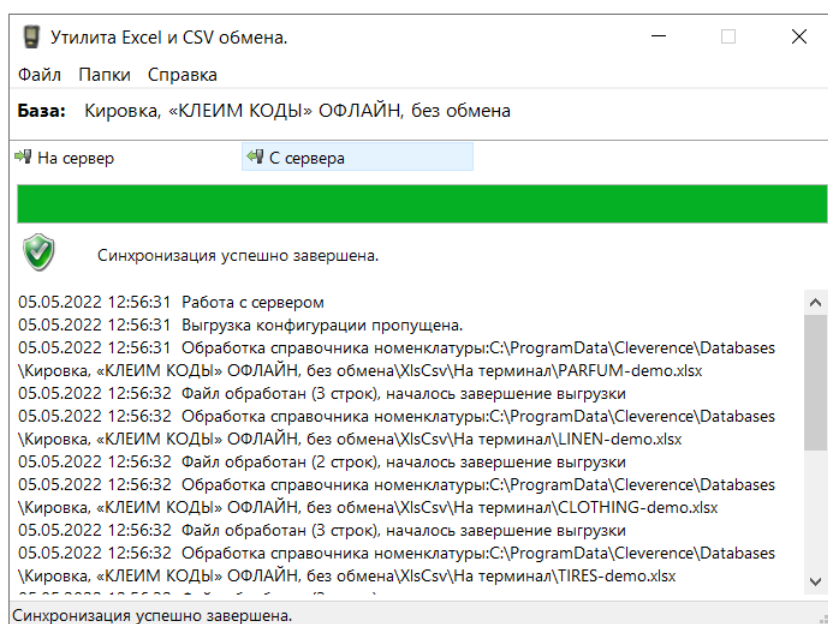 Утилита Excel и CSV обмена.
Файл Папки Справка
База: Кировка, «КЛЕИМ КОДЫ» ОФЛАЙН, без обмена
На сервер С сервера
Синхронизация успешно завершена.
05.05.2022 12:56:31 Работа с сервером
05.05.2022 12:56:31 Выгрузка конфигурации пропущена.
05.05.2022 12:56:31 Обработка справочника номенклатуры:C:\ProgramData\Cleverence\Databases
\Кировка, «КЛЕИМ КОДЫ» ОФЛАЙН, без обмена\XlsCsv\На терминал\PARFUM-demo.xlsx
05.05.2022 12:56:32 Файл обработан (3 строк), началось завершение выгрузки
05.05.2022 12:56:32 Обработка справочника номенклатуры:C:\ProgramData\Cleverence\Databases
\Кировка, «КЛЕИМ КОДЫ» ОФЛАЙН, без обмена\XlsCsv\На терминал\LINEN-demo.xlsx
05.05.2022 12:56:32 Файл обработан (2 строк), началось завершение выгрузки
05.05.2022 12:56:32 Обработка справочника номенклатуры:C:\ProgramData\Cleverence\Databases
\Кировка, «КЛЕИМ КОДЫ» ОФЛАЙН, без обмена\XlsCsv\На терминал\CLOTHING-demo.xlsx
05.05.2022 12:56:32 Файл обработан (3 строк), началось завершение выгрузки
05.05.2022 12:56:32 Обработка справочника номенклатуры:C:\ProgramData\Cleverence\Databases
\Кировка, «КЛЕИМ КОДЫ» ОФЛАЙН, без обмена\XlsCsv\На терминал\TIRES-demo.xlsx
Синхронизация успешно завершена.